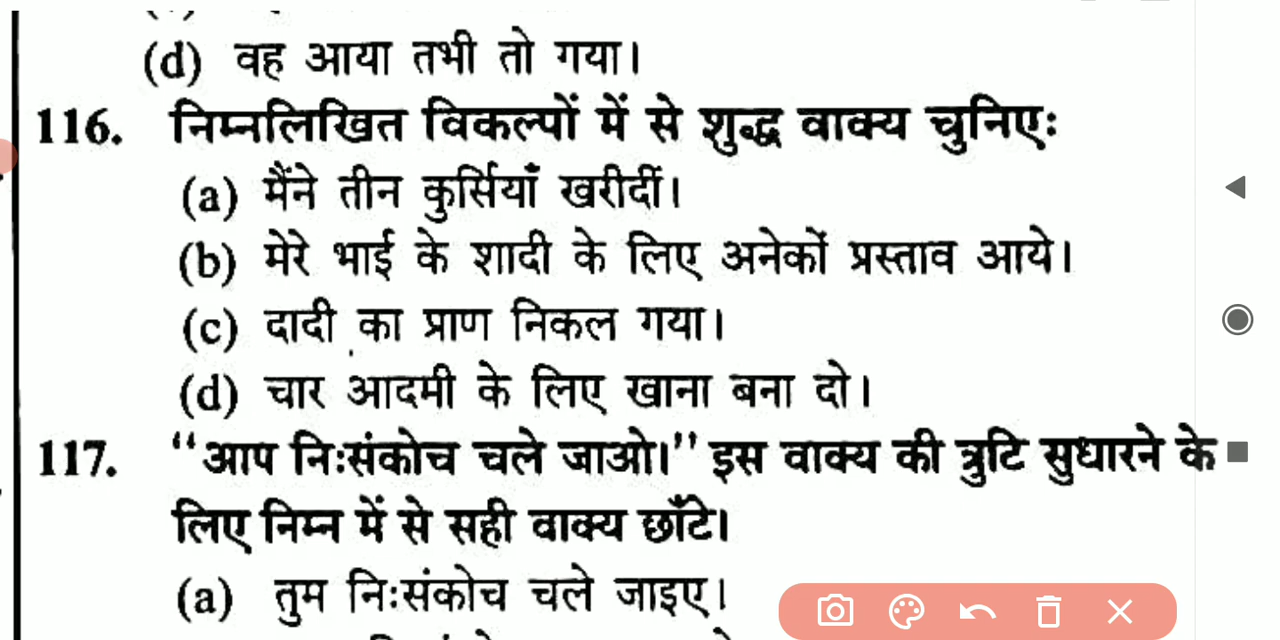 (d) वह आया तभी तो गया।
116. निम्नलिखित विकल्पों में से शुद्ध वाक्य चुनिएः
(a) मैंने तीन कुर्सियाँ खरीदीं।
(b) मेरे भाई के शादी के लिए अनेकों प्रस्ताव आये।
(c) दादी का प्राण निकल गया।
(d) चार आदमी के लिए खाना बना दो।
117. “आप निःसंकोच चले जाओ।” इस वाक्य की त्रुटि सुधारने के
लिए निम्न में से सही वाक्य छाँटे।
(a) तुम निःसंकोच चले जाइए।